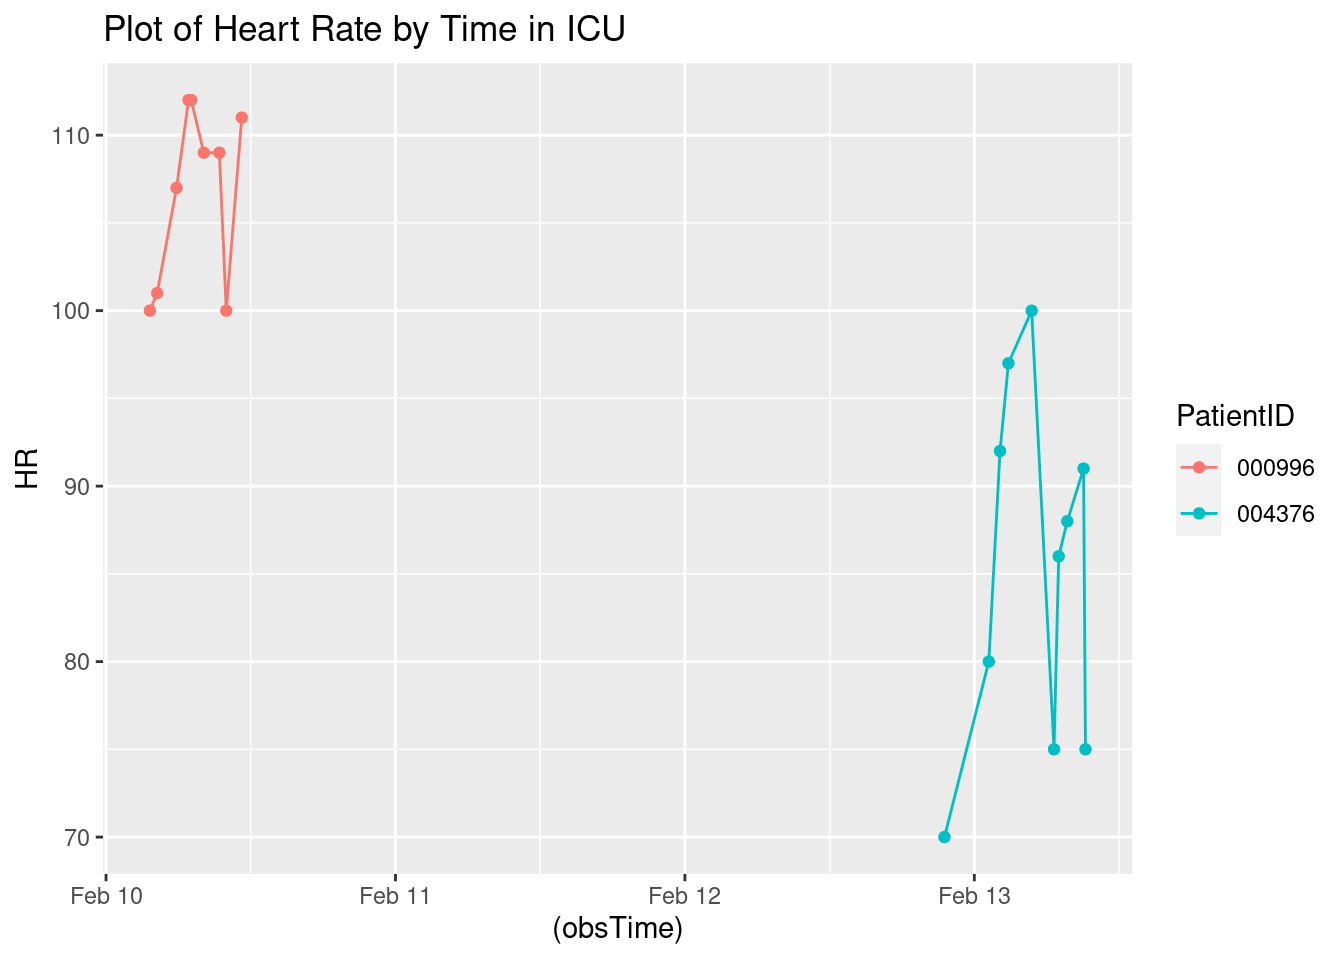 Plot of Heart Rate by Time in ICU
110
100
90
80
70
HR
Feb 10
Feb 11
Feb 12
Feb 13
(obsTime)
PatientID
000996
004376